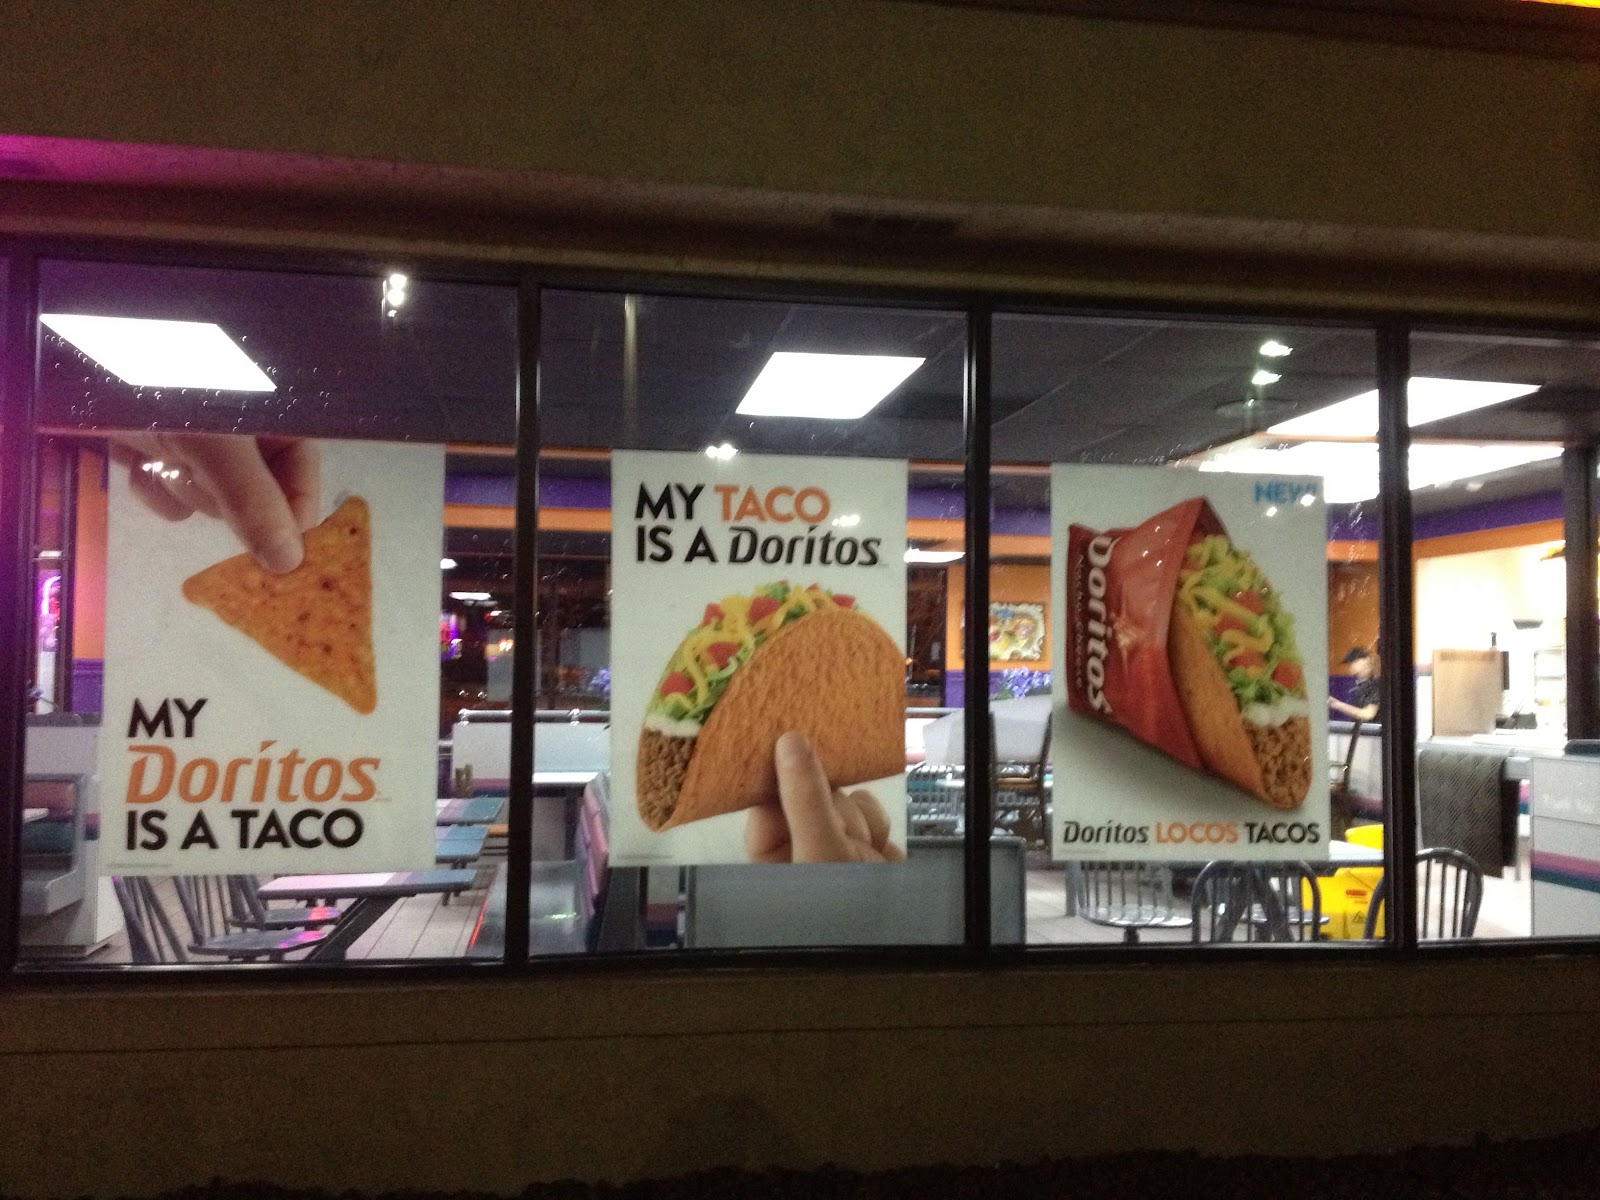 MY
Doritos
IS A TACO
MY TACO
IS A Doritos
NEW!
Doritos
Doritos LOCOS TACOS